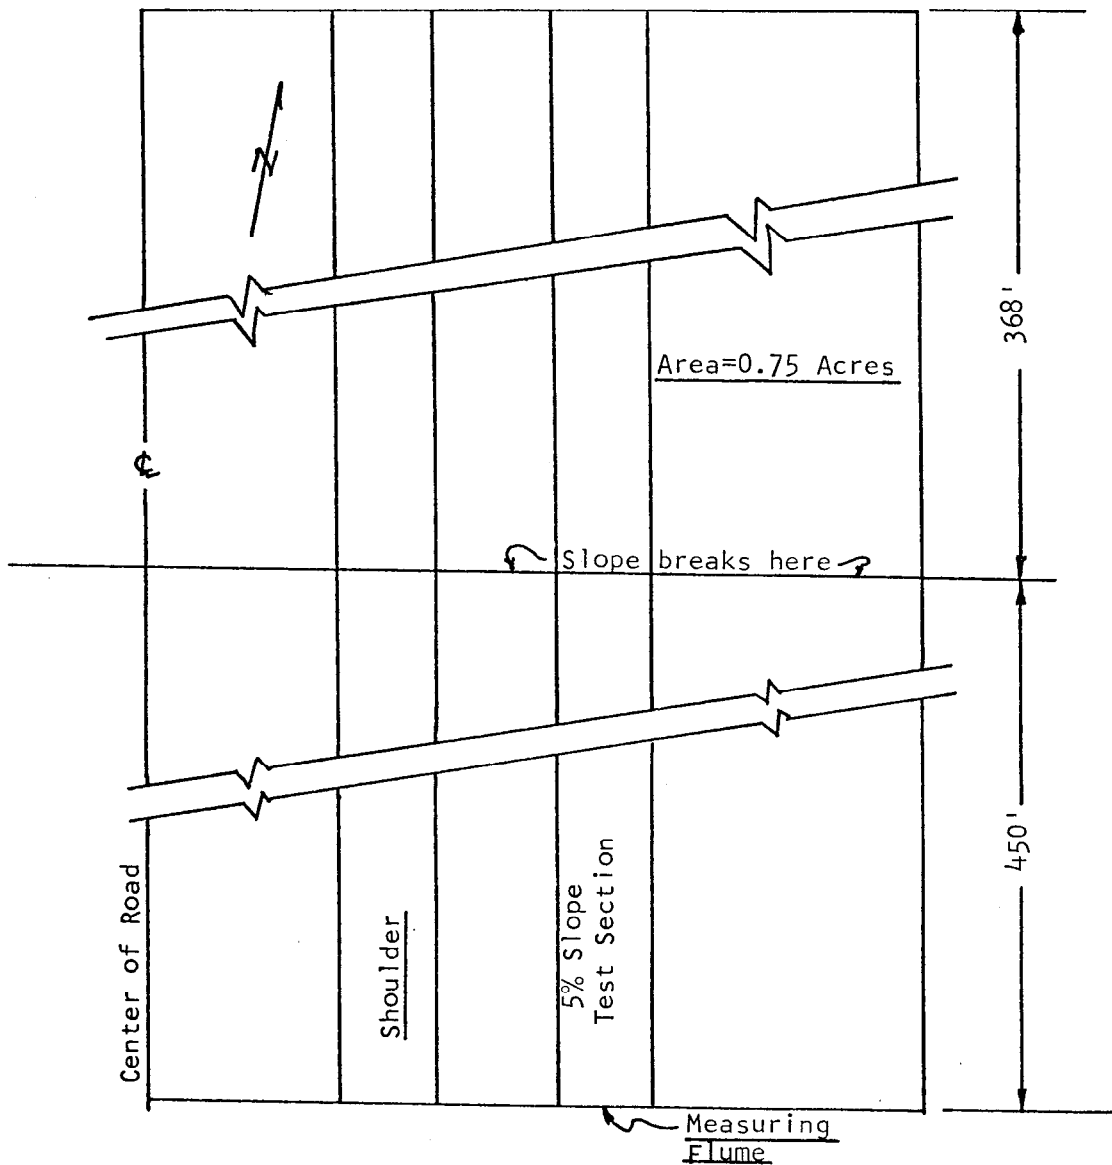 N
368'
Area=0.75 Acres
℄
Slope breaks here
450'
Center of Road
Shoulder
5% Slope
Test Section
Measuring
Flume